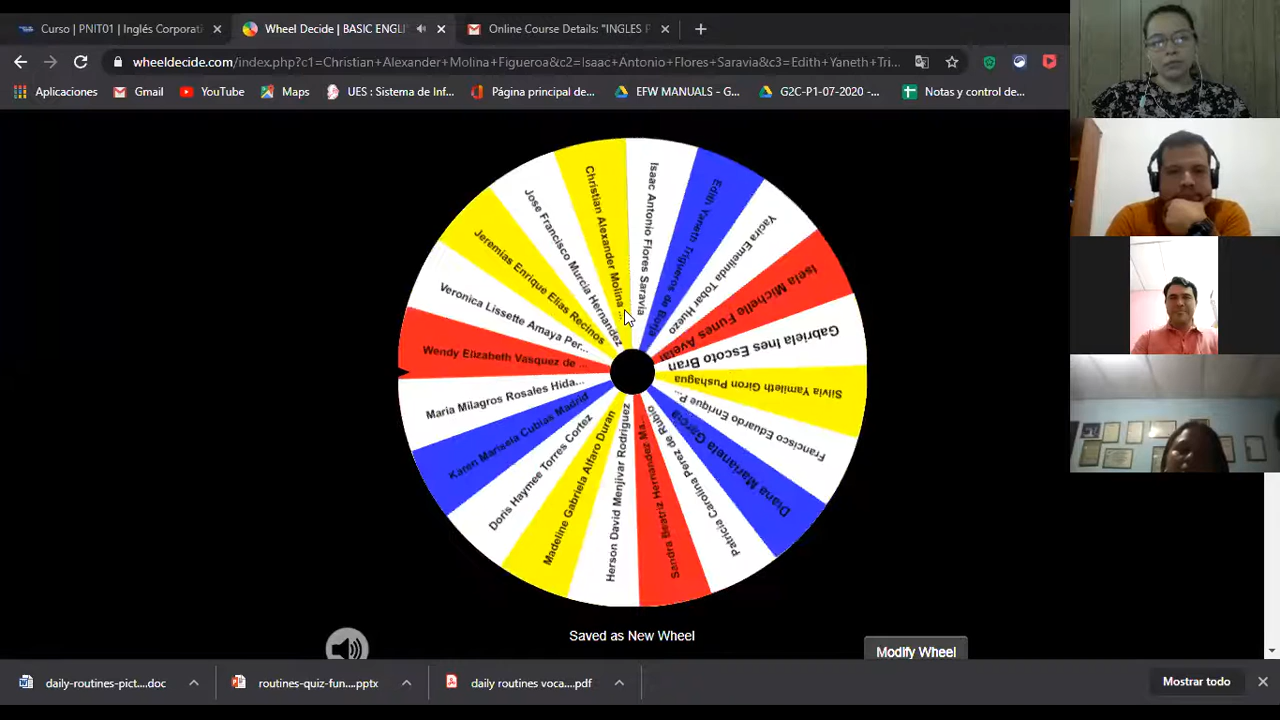 Curso | PNIT01 | Inglés Corporati
Wheel Decide | BASIC ENGLI
Online Course Details: "INGLES F
wheeldecide.com/index.php?c1=Christian+Alexander+Molina+Figueroa&c2=Isaac+Antonio+Flores+Saravia&c3=Edith+Yaneth+Tri...
Aplicaciones
Gmail
YouTube
Maps
UES : Sistema de Inf...
Página principal de...
EFW MANUALS - G...
G2C-P1-07-2020 -...
Notas y control de...
Christian Alexander Molina ...
Isaac Antonio Flores Saravia
Edith Yaneth Trigueros de Borja
Yacira Emelinda Tobar Huezo
Isela Michelle Funes Avelar
Gabriela Ines Escoto Bran
Silvia Yamileth Giron Pushagua
Francisco Eduardo Enrique P...
Diana Marianela Garcia
Patricia Carolina Perez de Rubio
Sandra Beatriz Hernandez Ma...
Herson David Menjivar Rodriguez
Madeline Gabriela Alfaro Duran
Doris Haymee Torres Cortez
Karen Marisela Cubias Madrid
Maria Milagros Rosales Hida...
Wendy Elizabeth Vasquez de ...
Veronica Lissette Amaya Per...
Jeremias Enrique Elias Recinos
Jose Francisco Murcia Hernandez
Saved as New Wheel
Modify Wheel
daily-routines-pict....doc
routines-quiz-fun....pptx
daily routines voca....pdf
Mostrar todo